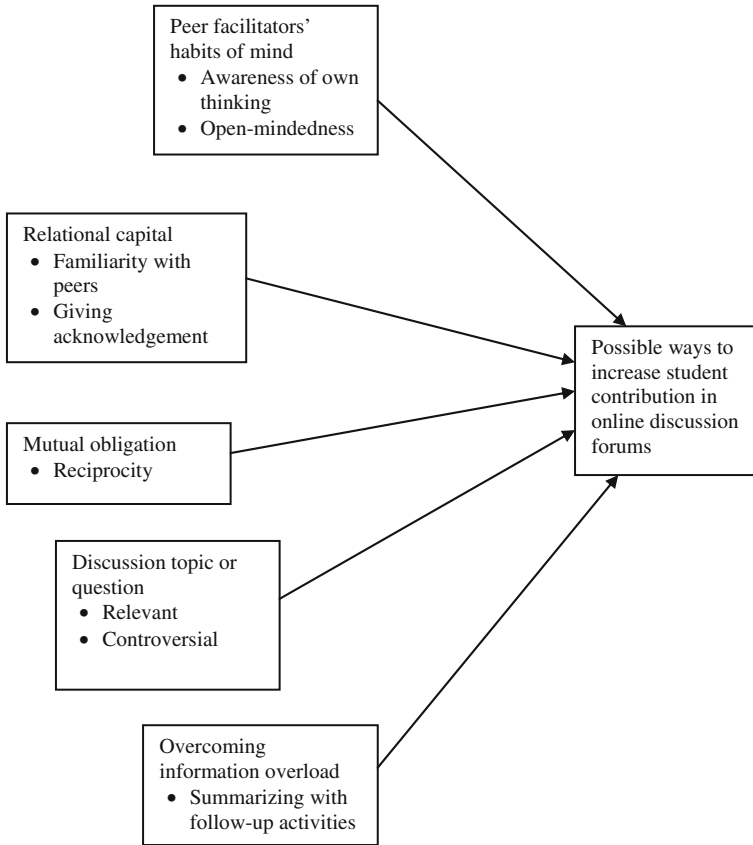 Peer facilitators’
habits of mind
• Awareness of own
thinking
• Open-mindedness
Relational capital
• Familiarity with
peers
• Giving
acknowledgement
Mutual obligation
• Reciprocity
Discussion topic or
question
• Relevant
• Controversial
Overcoming
information overload
• Summarizing with
follow-up activities
Possible ways to
increase student
contribution in
online discussion
forums